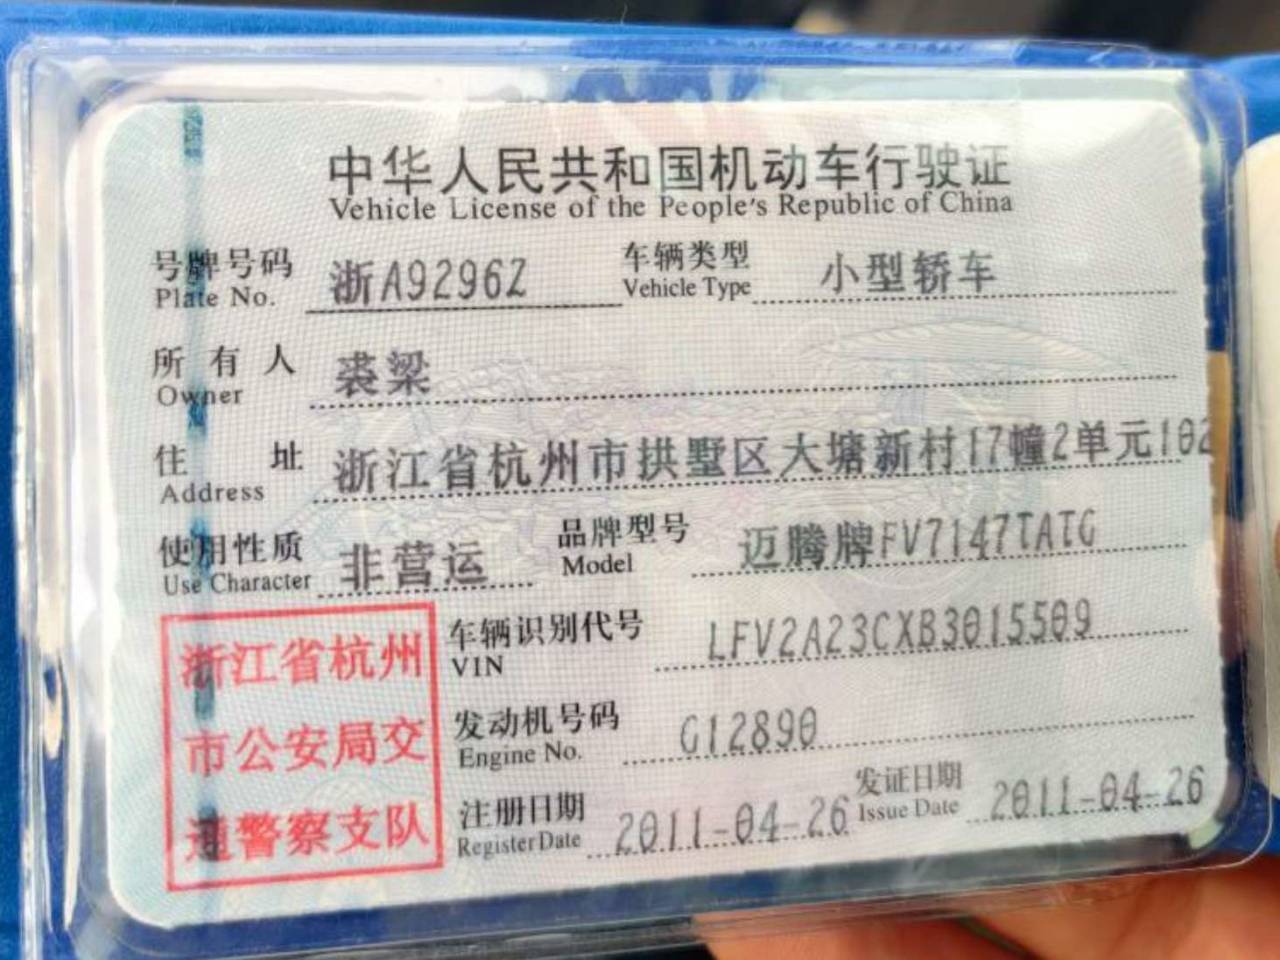 中华人民共和国机动车行驶证
Vehicle License of the People's Republic of China
号牌号码 浙A9296Z 车辆类型 小型轿车
Plate No. Vehicle Type
所有人 裘梁
Owner
住址 浙江省杭州市拱墅区大塘新村17幢2单元102
Address
使用性质 非营运 品牌型号 迈腾牌FV7147TATG
Use Character Model
车辆识别代号 LFV2A23CXB3015509
VIN
发动机号码 G12890
Engine No.
注册日期 2011-04-26 发证日期 2011-04-26
Register Date Issue Date
浙江省杭州
市公安局交
通警察支队